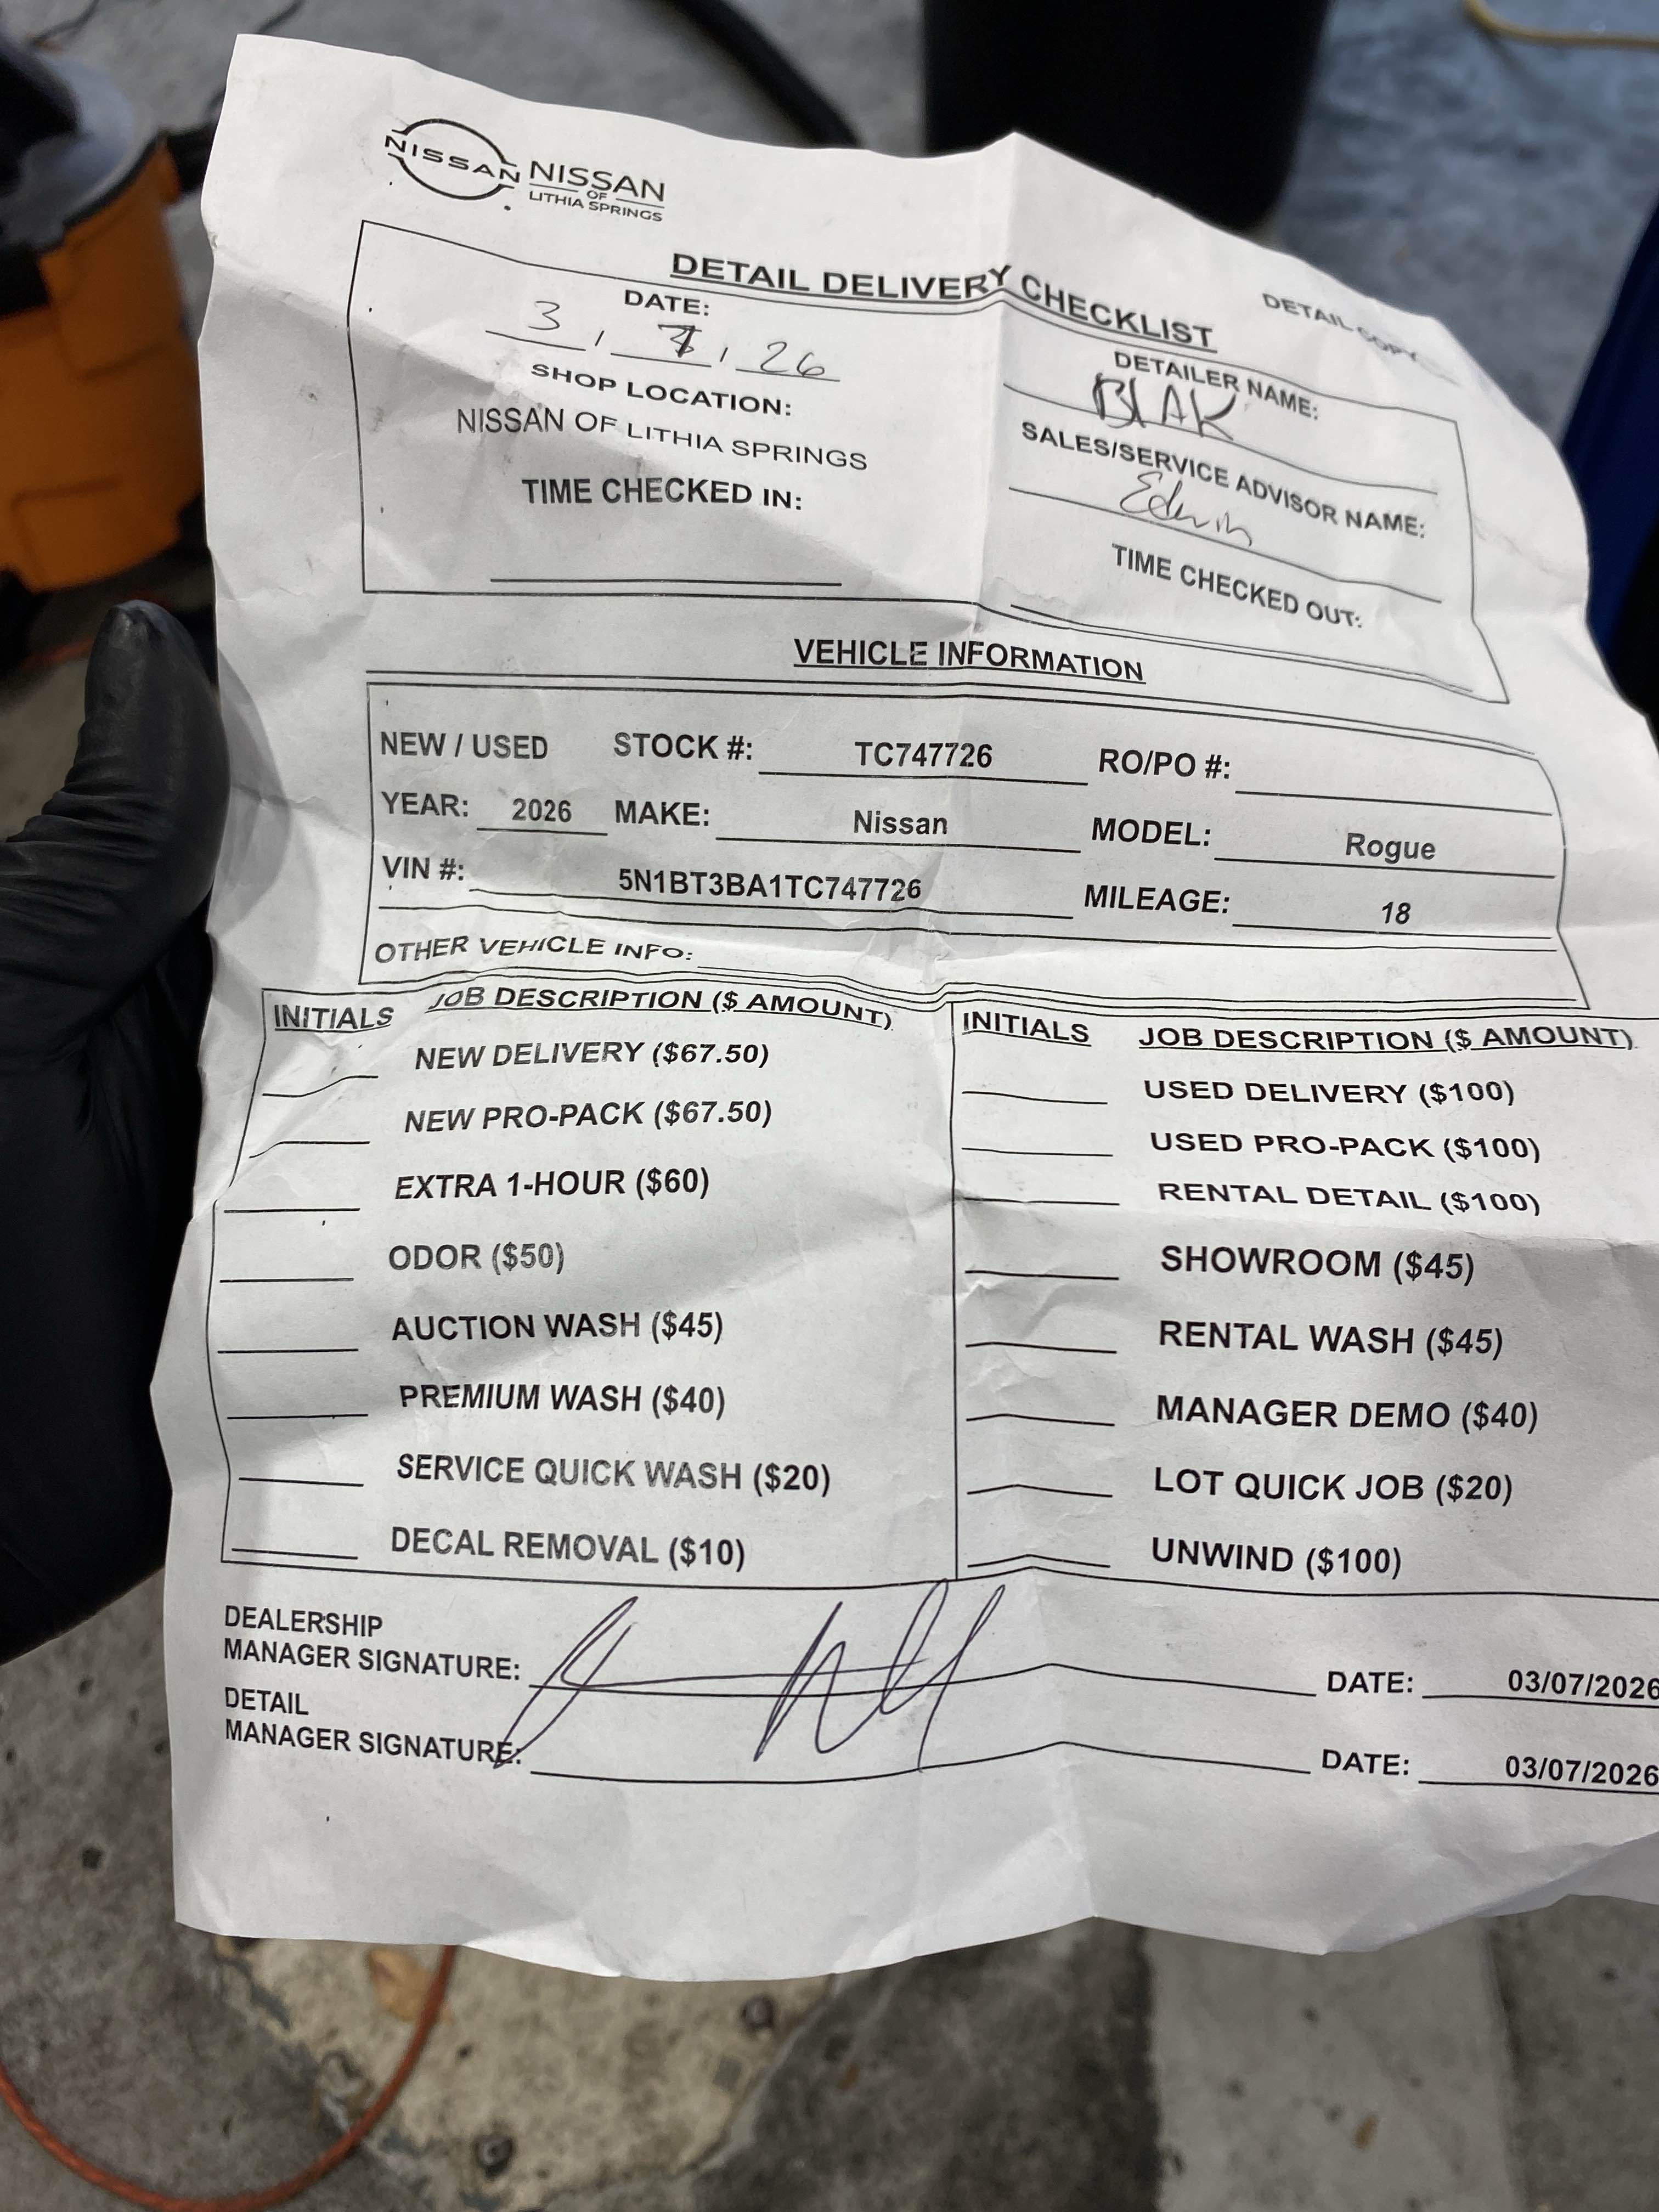 NISSAN
NISSAN
OF
LITHIA SPRINGS
DETAIL COPY
DETAIL DELIVERY CHECKLIST
DATE:
3 / 7 / 26
SHOP LOCATION:
NISSAN OF LITHIA SPRINGS
TIME CHECKED IN:
DETAILER NAME:
BLAK
SALES/SERVICE ADVISOR NAME:
Edwin
TIME CHECKED OUT:
VEHICLE INFORMATION
NEW / USED STOCK #: TC747726 RO/PO #:
YEAR: 2026 MAKE: Nissan MODEL: Rogue
VIN #: 5N1BT3BA1TC747726 MILEAGE: 18
OTHER VEHICLE INFO:
INITIALS JOB DESCRIPTION ($ AMOUNT)
NEW DELIVERY ($67.50)
NEW PRO-PACK ($67.50)
EXTRA 1-HOUR ($60)
ODOR ($50)
AUCTION WASH ($45)
PREMIUM WASH ($40)
SERVICE QUICK WASH ($20)
DECAL REMOVAL ($10)
INITIALS JOB DESCRIPTION ($ AMOUNT)
USED DELIVERY ($100)
USED PRO-PACK ($100)
RENTAL DETAIL ($100)
SHOWROOM ($45)
RENTAL WASH ($45)
MANAGER DEMO ($40)
LOT QUICK JOB ($20)
UNWIND ($100)
DEALERSHIP
MANAGER SIGNATURE: DATE: 03/07/2026
DETAIL
MANAGER SIGNATURE: DATE: 03/07/2026